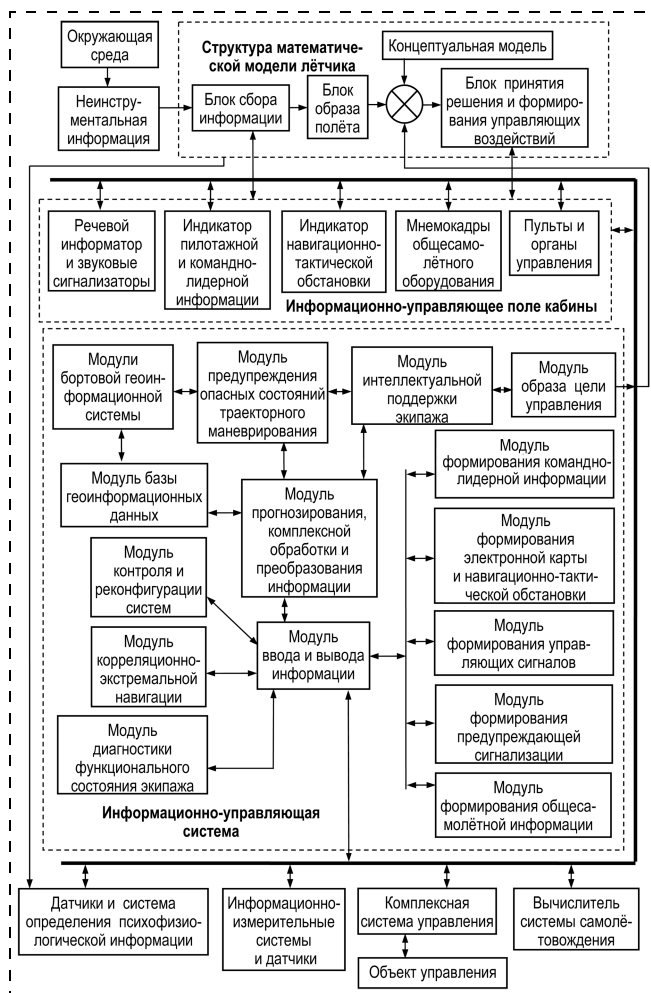 Окружающая
среда
Неинстру-
ментальная
информация
Структура математиче-
ской модели лётчика
Блок сбора
информации
Блок
образа
полёта
Концептуальная модель
Блок принятия
решения и формиро-
вания управляющих
воздействий
Речевой
информатор
и звуковые
сигнализаторы
Индикатор
пилотажной
и командно-
лидерной
информации
Индикатор
навигационно-
тактической
обстановки
Мнемокадры
общесамо-
лётного
оборудования
Пульты и
органы
управления
Информационно-управляющее поле кабины
Модули
бортовой геоин-
формационной
системы
Модуль
предупреждения
опасных состояний
траекторного
маневрирования
Модуль
интеллектуальной
поддержки
экипажа
Модуль
образа цели
управления
Модуль базы
геоинформационных
данных
Модуль
прогнозирования,
комплексной
обработки и
преобразования
информации
Модуль
формирования командно-
лидерной информации
Модуль
контроля и
реконфигурации
систем
Модуль
формирования
электронной карты
и навигационно-такти-
ческой обстановки
Модуль
корреляционно-
экстремальной
навигации
Модуль
ввода и вывода
информации
Модуль
формирования управ-
ляющих сигналов
Модуль
диагностики
функционального
состояния экипажа
Модуль
формирования
предупреждающей
сигнализации
Модуль
формирования общеса-
молётной информации
Информационно-управляющая
система
Датчики и система
определения психофизио-
логической информации
Информационно-
измерительные
системы
и датчики
Комплексная
система управления
Объект управления
Вычислитель
системы самолё-
товождения